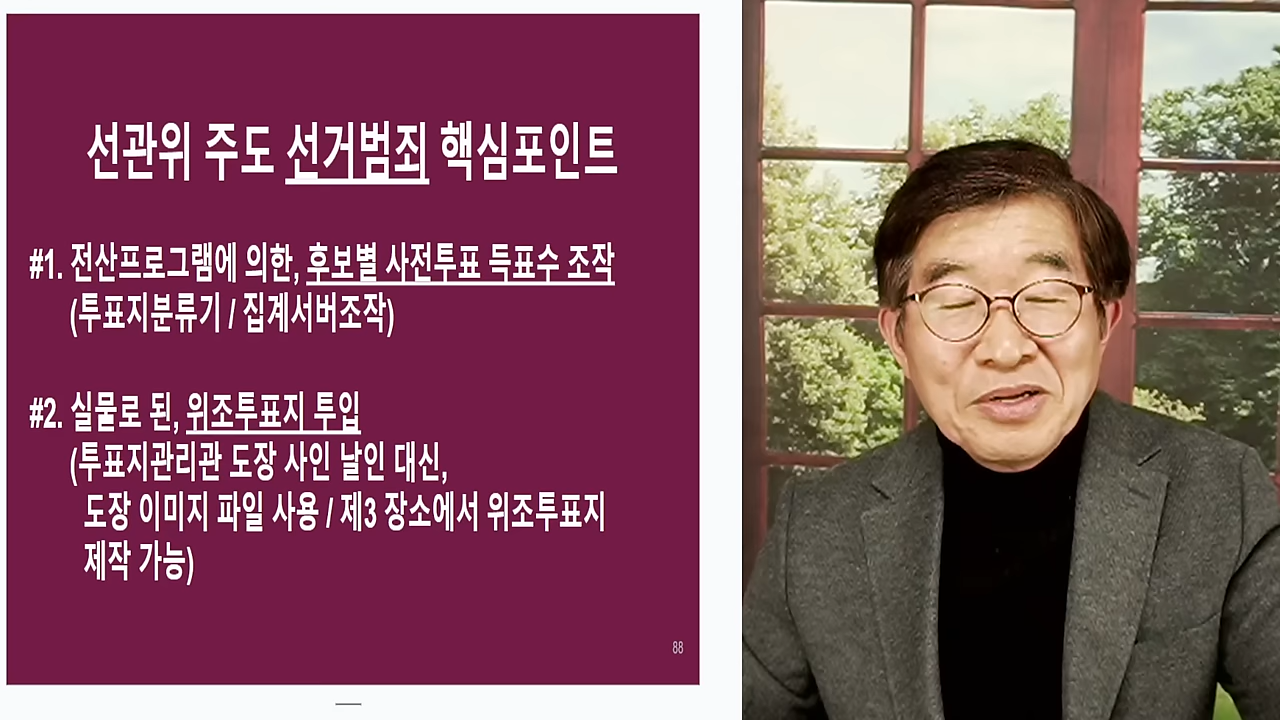 선관위 주도 선거범죄 핵심포인트
#1. 전산프로그램에 의한, 후보별 사전투표 득표수 조작
(투표지분류기 / 집계서버조작)
#2. 실물로 된, 위조투표지 투입
(투표지관리관 도장 사인 날인 대신,
도장 이미지 파일 사용 / 제3 장소에서 위조투표지
제작 가능)
88